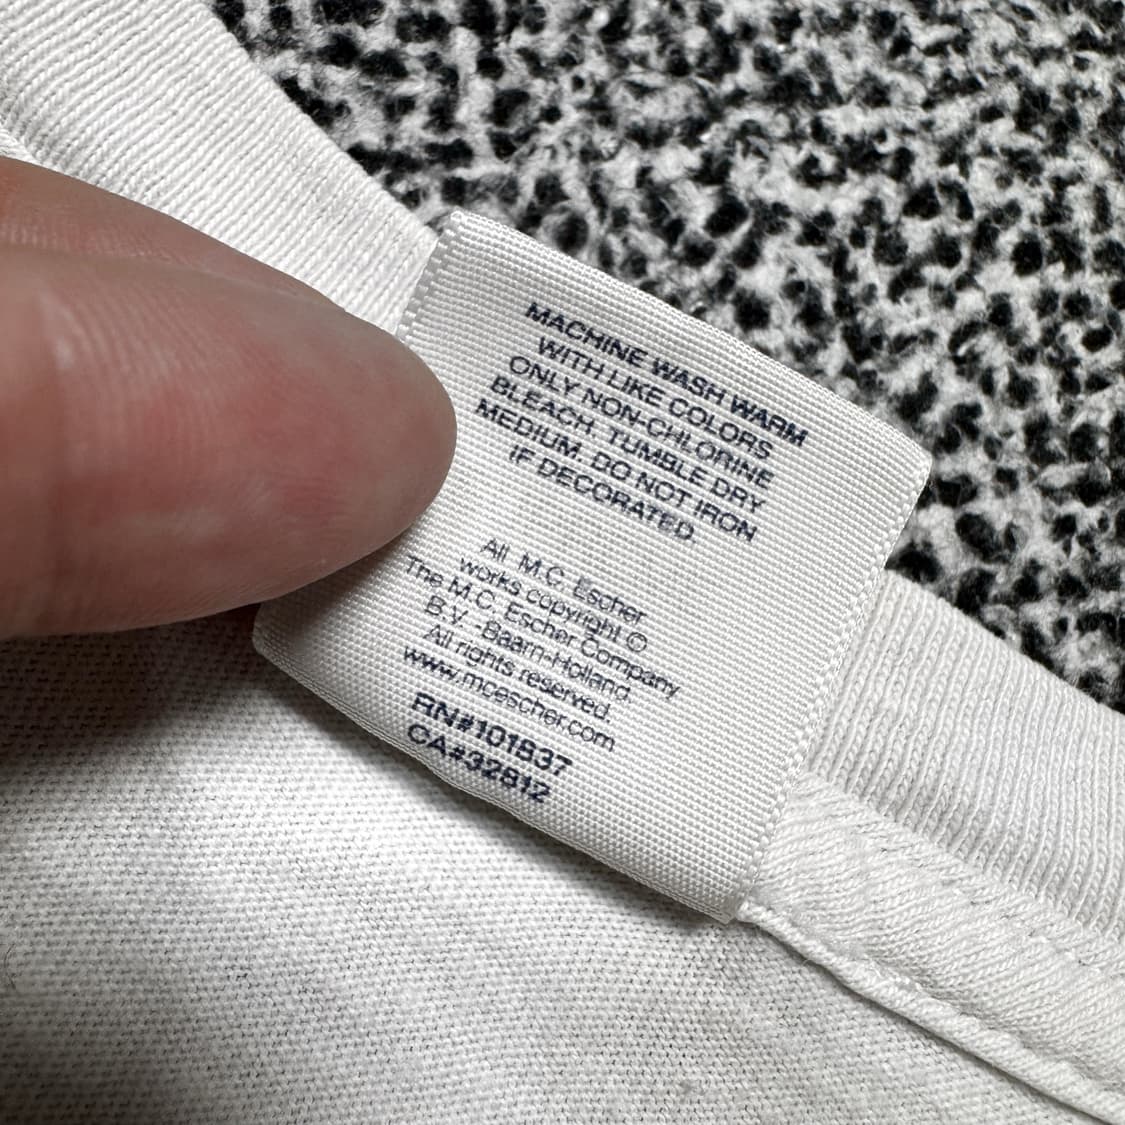 MACHINE WASH WARM
WITH LIKE COLORS
ONLY NON-CHLORINE
BLEACH. TUMBLE DRY
MEDIUM. DO NOT IRON
IF DECORATED
All M.C. Escher
works copyright ©
The M.C. Escher Company
B.V. -Baarn-Holland.
All rights reserved.
www.mcescher.com
RN#101837
CA#32812